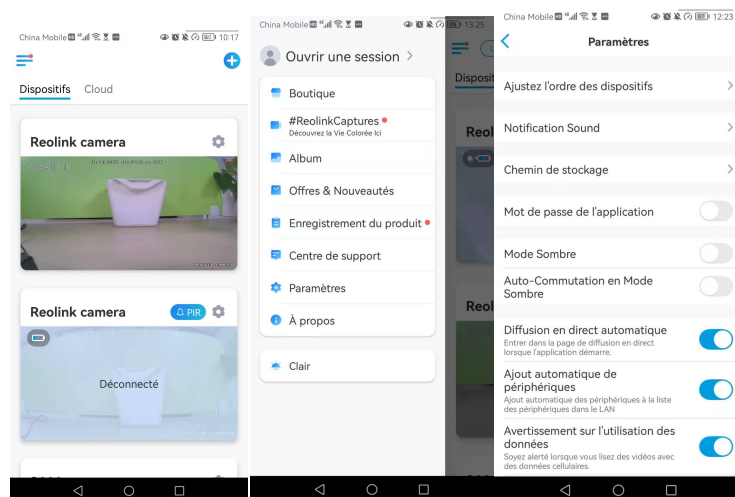 China Mobile 10:17
Dispositifs Cloud
Reolink camera
Reolink camera
PIR
Déconnecté
China Mobile 13:25
Ouvrir une session >
Boutique
#ReolinkCaptures
Découvrez la Vie Colorée Ici
Album
Offres & Nouveautés
Enregistrement du produit
Centre de support
Paramètres
À propos
Clair
Disposit
Reol
Reol
China Mobile 12:23
Paramètres
Ajustez l'ordre des dispositifs
Notification Sound
Chemin de stockage
Mot de passe de l'application
Mode Sombre
Auto-Commutation en Mode
Sombre
Diffusion en direct automatique
Entrer dans la page de diffusion en direct
lorsque l'application démarre.
Ajout automatique de
périphériques
Ajout automatique des périphériques à la liste
des périphériques dans le LAN
Avertissement sur l'utilisation des
données
Soyez alerté lorsque vous lisez des vidéos avec
des données cellulaires.